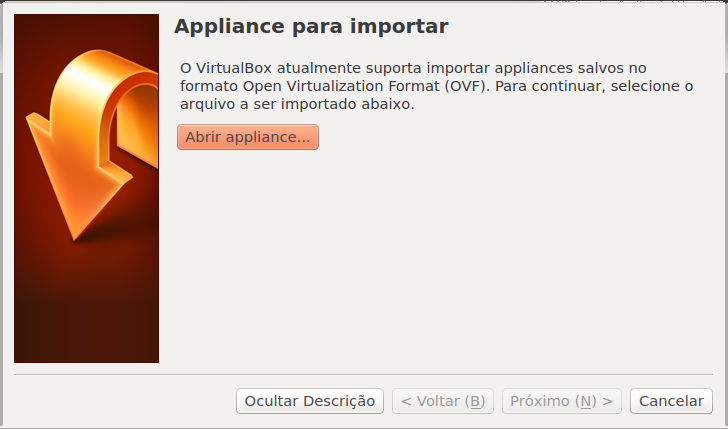 Appliance para importar
O VirtualBox atualmente suporta importar appliances salvos no
formato Open Virtualization Format (OVF). Para continuar, selecione o
arquivo a ser importado abaixo.
Abrir appliance...
Ocultar Descrição
< Voltar (B)
Próximo (N) >
Cancelar